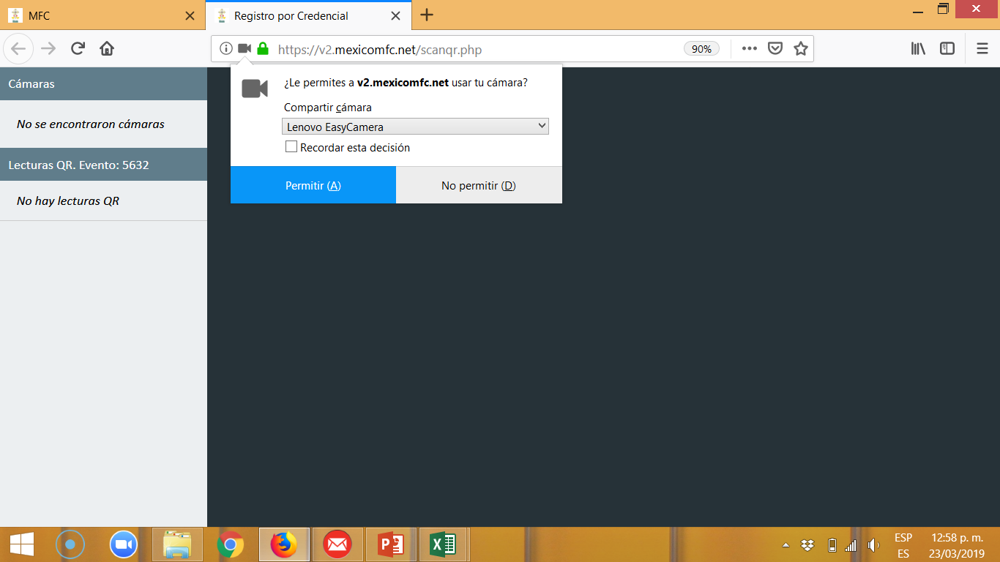 MFC
Registro por Credencial
https://v2.mexicomfc.net/scanqr.php
90%
Cámaras
No se encontraron cámaras
Lecturas QR. Evento: 5632
No hay lecturas QR
¿Le permites a v2.mexicomfc.net usar tu cámara?
Compartir cámara
Lenovo EasyCamera
Recordar esta decisión
Permitir (A)
No permitir (D)
ESP
ES
12:58 p. m.
23/03/2019